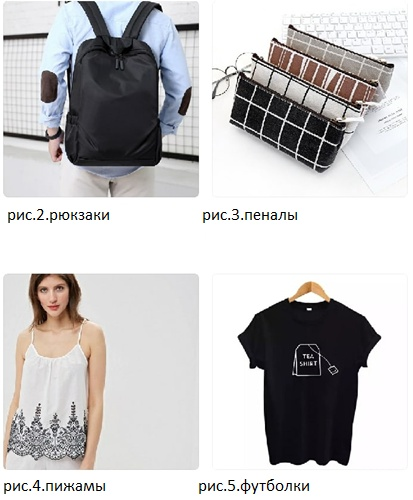 рис.2.рюкзаки
рис.3.пеналы
TEA
SHIRT
рис.4.пижамы
рис.5.футболки